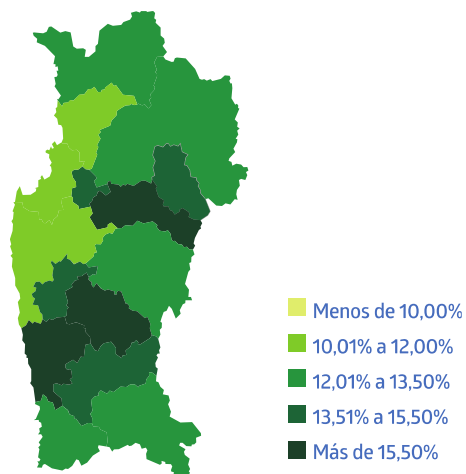 Menos de 10,00%
10,01% a 12,00%
12,01% a 13,50%
13,51% a 15,50%
Más de 15,50%